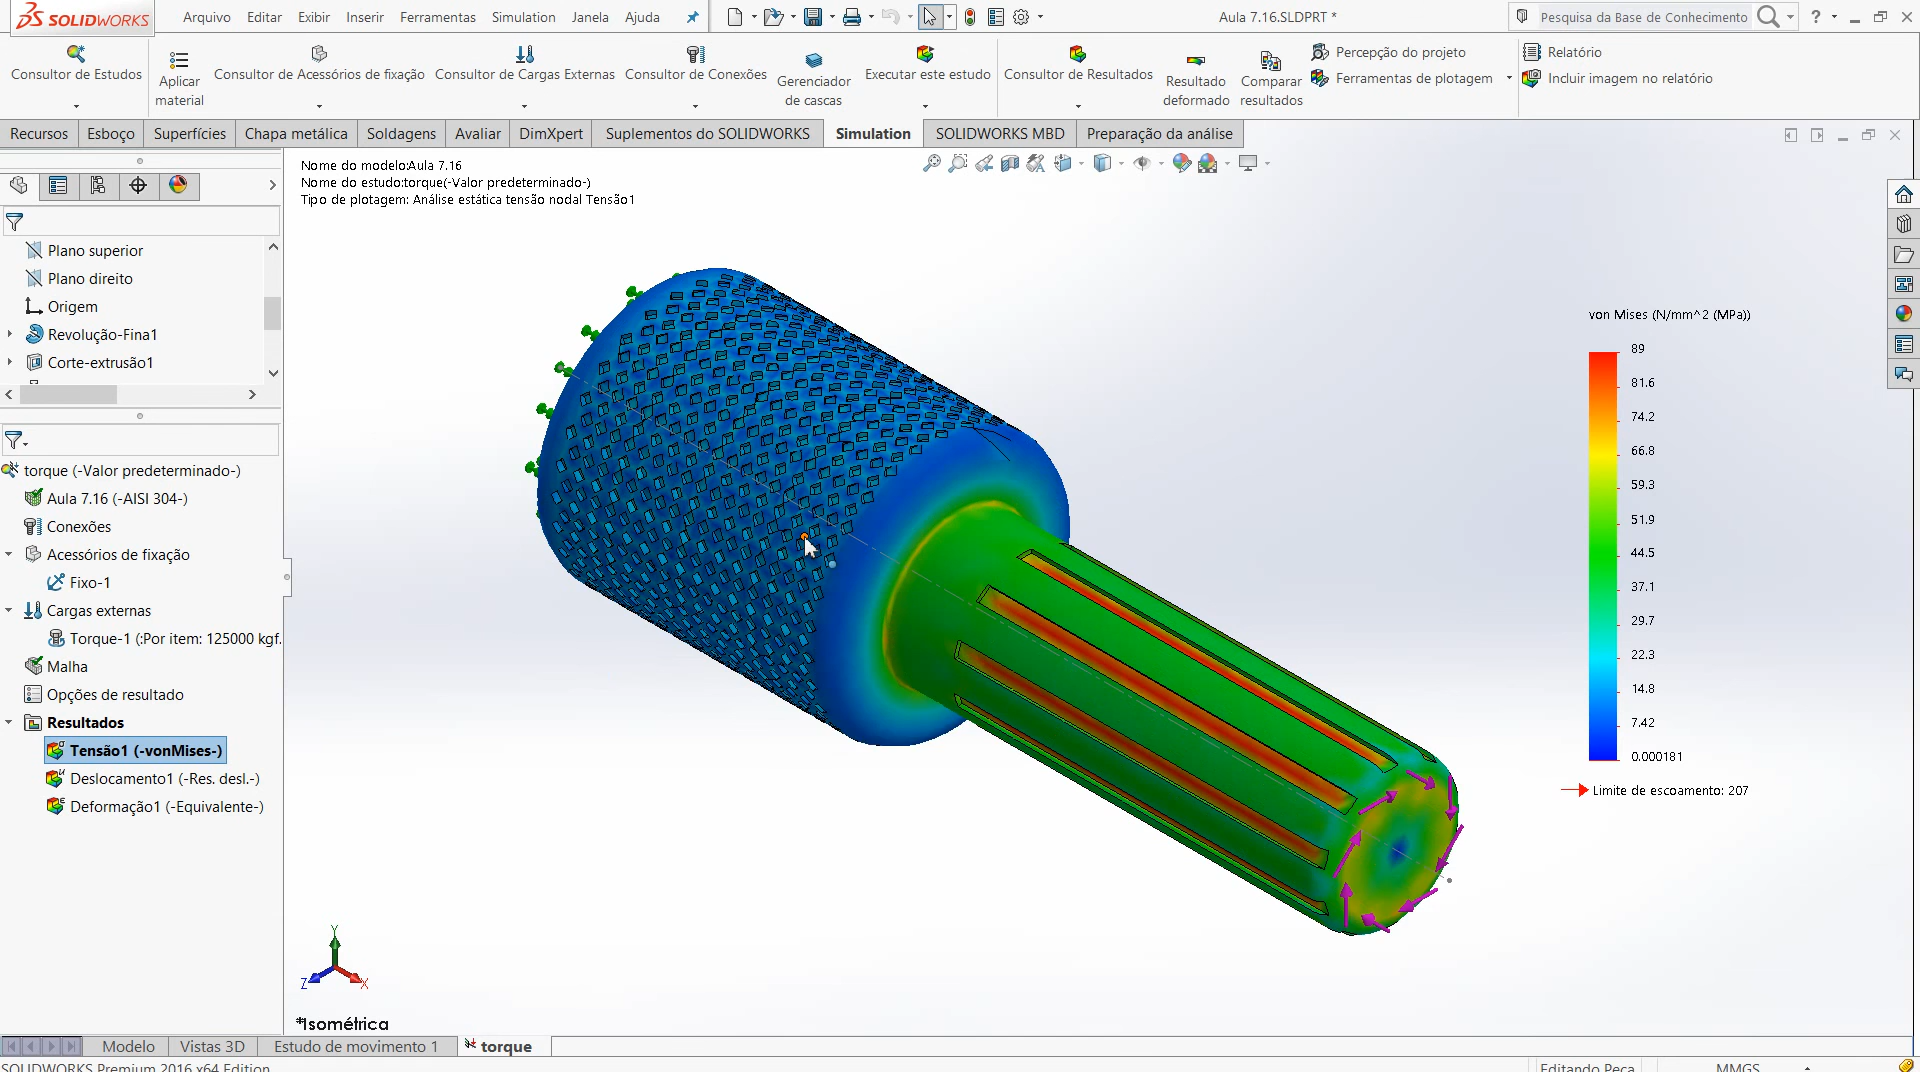 SOLIDWORKS
Arquivo Editar Exibir Inserir Ferramentas Simulation Janela Ajuda
Aula 7.16.SLDPRT *
Pesquisa da Base de Conhecimento
?
Consultor de Estudos
Aplicar material
Consultor de Acessórios de fixação
Consultor de Cargas Externas
Consultor de Conexões
Gerenciador de cascas
Executar este estudo
Consultor de Resultados
Resultado deformado
Comparar resultados
Percepção do projeto
Ferramentas de plotagem
Relatório
Incluir imagem no relatório
Recursos Esboço Superfícies Chapa metálica Soldagens Avaliar DimXpert Suplementos do SOLIDWORKS Simulation SOLIDWORKS MBD Preparação da análise
Nome do modelo:Aula 7.16
Nome do estudo:torque(-Valor predeterminado-)
Tipo de plotagem: Análise estática tensão nodal Tensão1
Plano superior
Plano direito
Origem
Revolução-Fina1
Corte-extrusão1
torque (-Valor predeterminado-)
Aula 7.16 (-AISI 304-)
Conexões
Acessórios de fixação
Fixo-1
Cargas externas
Torque-1 (:Por item: 125000 kgf.
Malha
Opções de resultado
Resultados
Tensão1 (-vonMises-)
Deslocamento1 (-Res. desl.-)
Deformação1 (-Equivalente-)
von Mises (N/mm^2 (MPa))
89
81.6
74.2
66.8
59.3
51.9
44.5
37.1
29.7
22.3
14.8
7.42
0.000181
Limite de escoamento: 207
Y
Z
X
*Isométrica
Modelo Vistas 3D Estudo de movimento 1 torque
SOLIDWORKS Premium 2016 x64 Edition
Editando Peça
MMGS